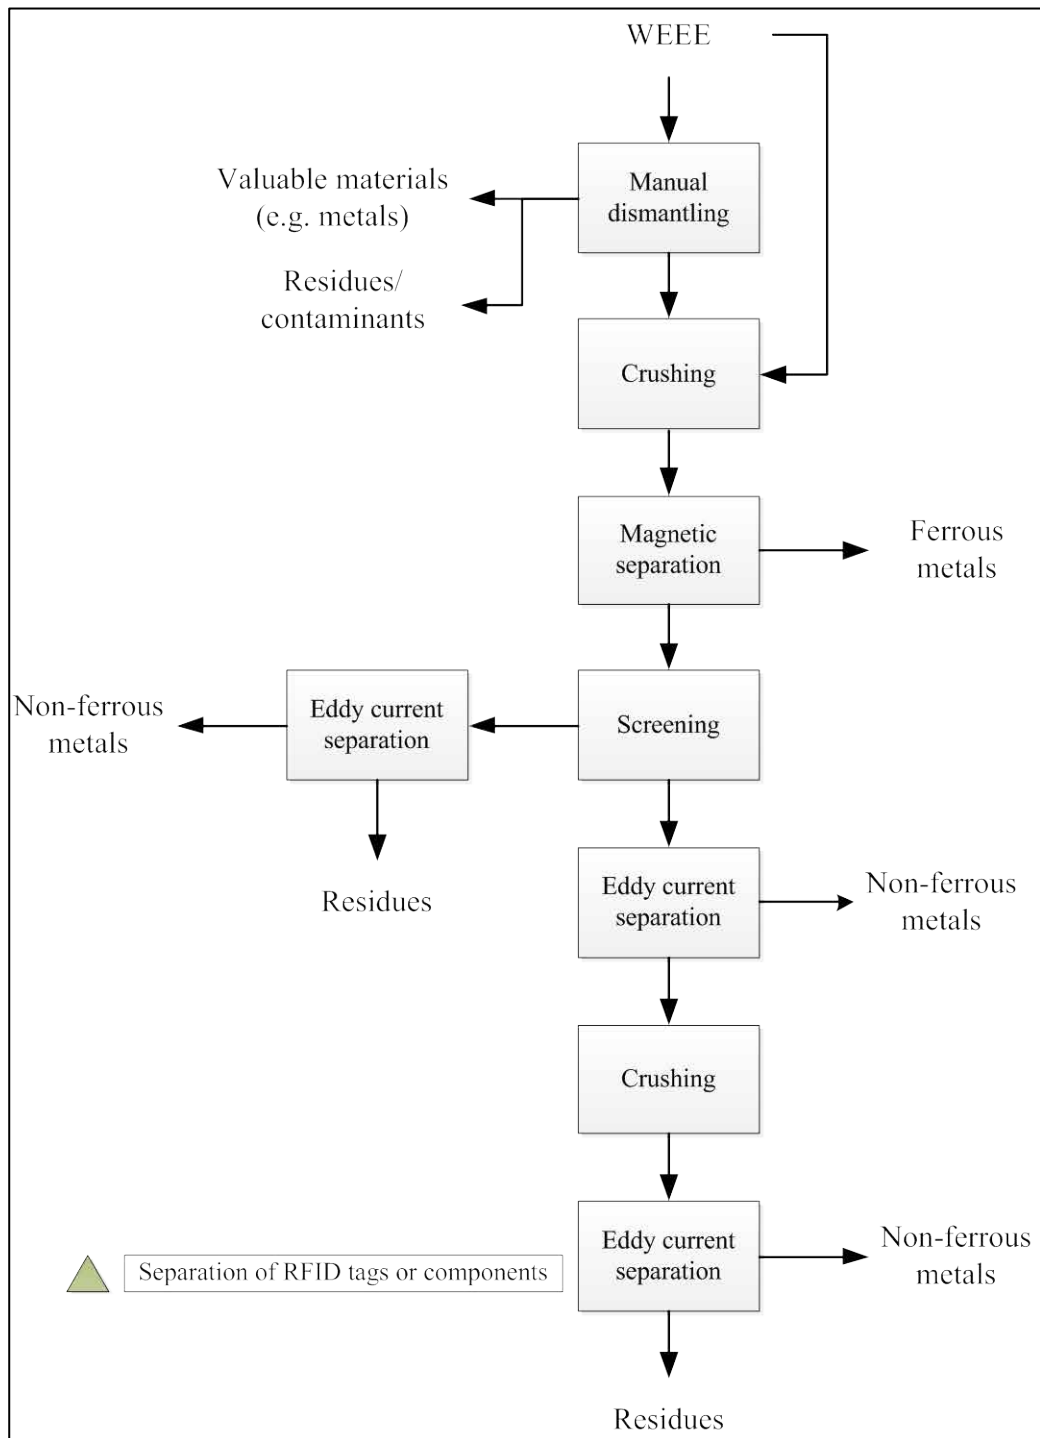 WEEE
Manual
dismantling
Valuable materials
(e.g. metals)
Residues/
contaminants
Crushing
Magnetic
separation
Ferrous
metals
Screening
Eddy current
separation
Non-ferrous
metals
Residues
Eddy current
separation
Non-ferrous
metals
Crushing
Eddy current
separation
Non-ferrous
metals
Separation of RFID tags or components
Residues